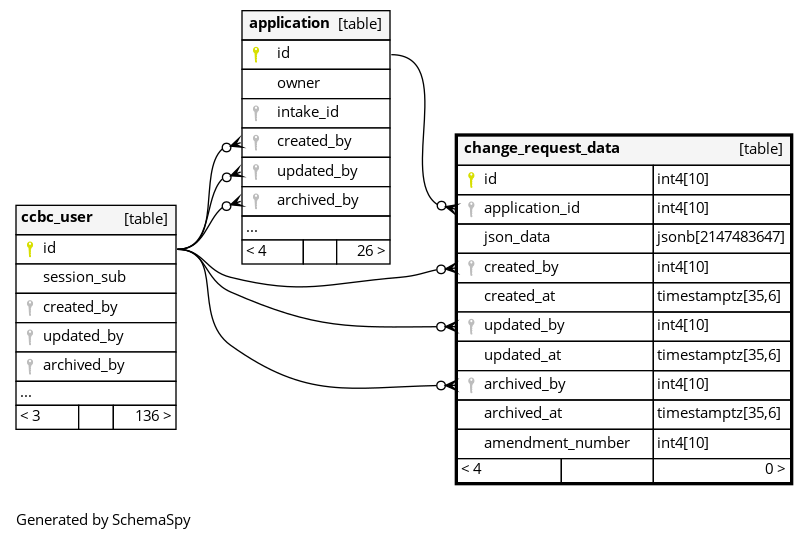 application [table]
id
owner
intake_id
created_by
updated_by
archived_by
...
< 4 26 >
ccbc_user [table]
id
session_sub
created_by
updated_by
archived_by
...
< 3 136 >
change_request_data [table]
id int4[10]
application_id int4[10]
json_data jsonb[2147483647]
created_by int4[10]
created_at timestamptz[35,6]
updated_by int4[10]
updated_at timestamptz[35,6]
archived_by int4[10]
archived_at timestamptz[35,6]
amendment_number int4[10]
< 4 0 >
Generated by SchemaSpy